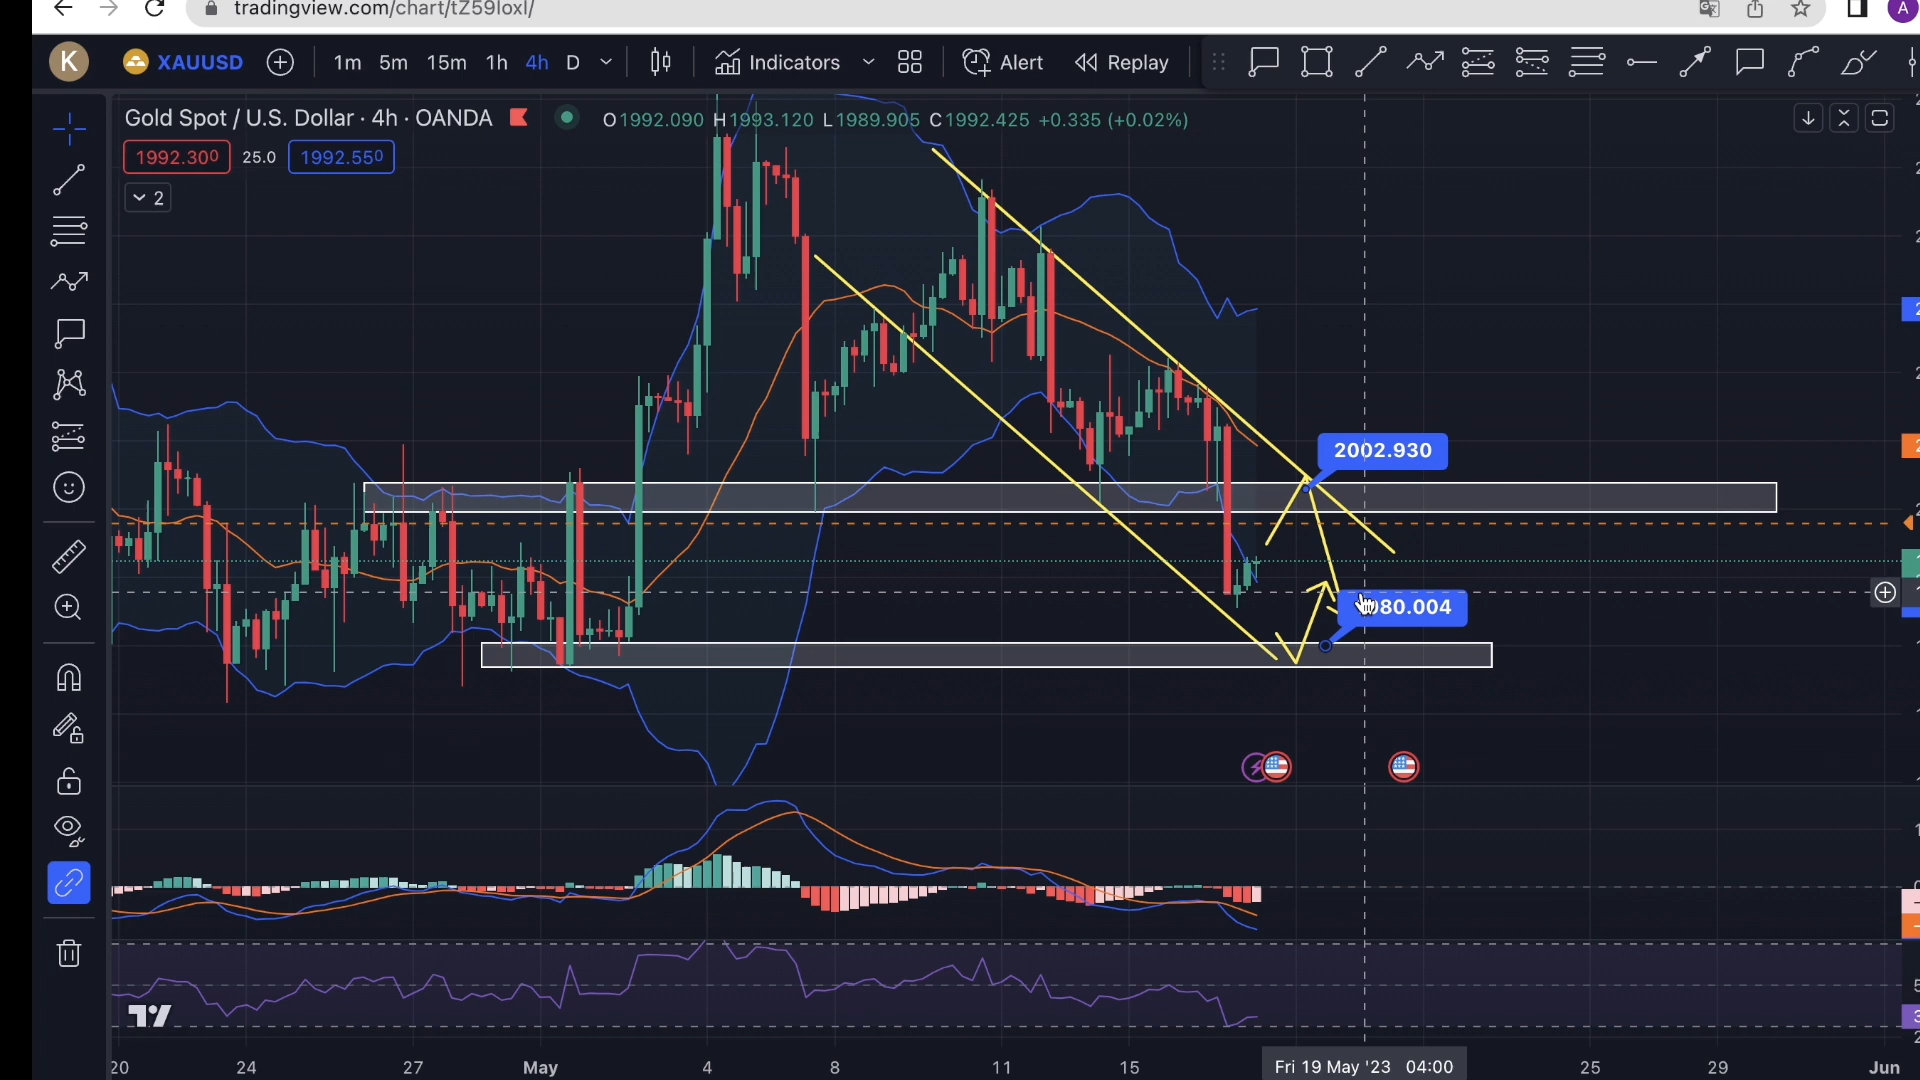 tradingview.com/chart/tZ59loxl/
A
K
XAUUSD
1m 5m 15m 1h 4h D
Indicators
Alert
Replay
Gold Spot / U.S. Dollar · 4h · OANDA
O1992.090 H1993.120 L1989.905 C1992.425 +0.335 (+0.02%)
1992.300 25.0 1992.550
2
2002.930
080.004
20 24 27 May 4 8 11 15 Fri 19 May '23 04:00 25 29 Jun